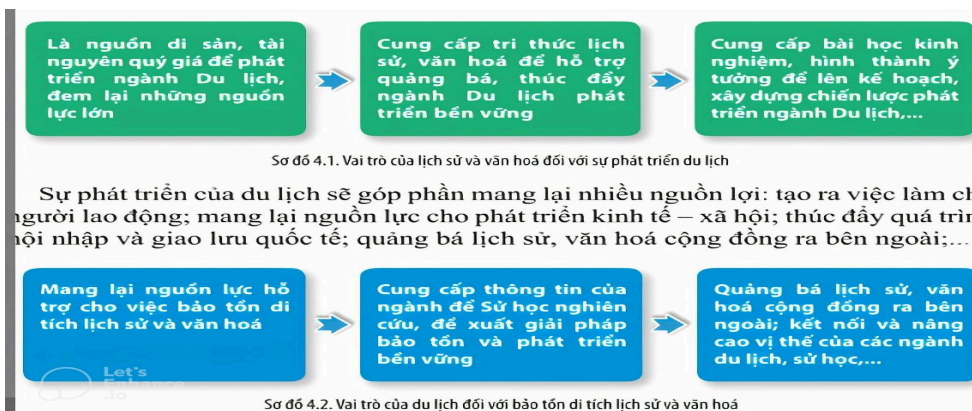 Là nguồn di sản, tài
nguyên quý giá để phát
triển ngành Du lịch,
đem lại những nguồn
lực lớn
Cung cấp tri thức lịch
sử, văn hoá để hỗ trợ
quảng bá, thúc đẩy
ngành Du lịch phát
triển bền vững
Cung cấp bài học kinh
nghiệm, hình thành ý
tưởng để lên kế hoạch,
xây dựng chiến lược phát
triển ngành Du lịch,...
Sơ đồ 4.1. Vai trò của lịch sử và văn hoá đối với sự phát triển du lịch
Sự phát triển của du lịch sẽ góp phần mang lại nhiều nguồn lợi: tạo ra việc làm ch
người lao động; mang lại nguồn lực cho phát triển kinh tế – xã hội; thúc đẩy quá trìn
hội nhập và giao lưu quốc tế; quảng bá lịch sử, văn hoá cộng đồng ra bên ngoài;...
Mang lại nguồn lực hỗ
trợ cho việc bảo tồn di
tích lịch sử và văn hoá
Cung cấp thông tin của
ngành để Sử học nghiên
cứu, đề xuất giải pháp
bảo tồn và phát triển
bền vững
Quảng bá lịch sử, văn
hoá cộng đồng ra bên
ngoài; kết nối và nâng
cao vị thế của các ngành
du lịch, sử học,...
Let's
Enhance
.io
Sơ đồ 4.2. Vai trò của du lịch đối với bảo tồn di tích lịch sử và văn hoá